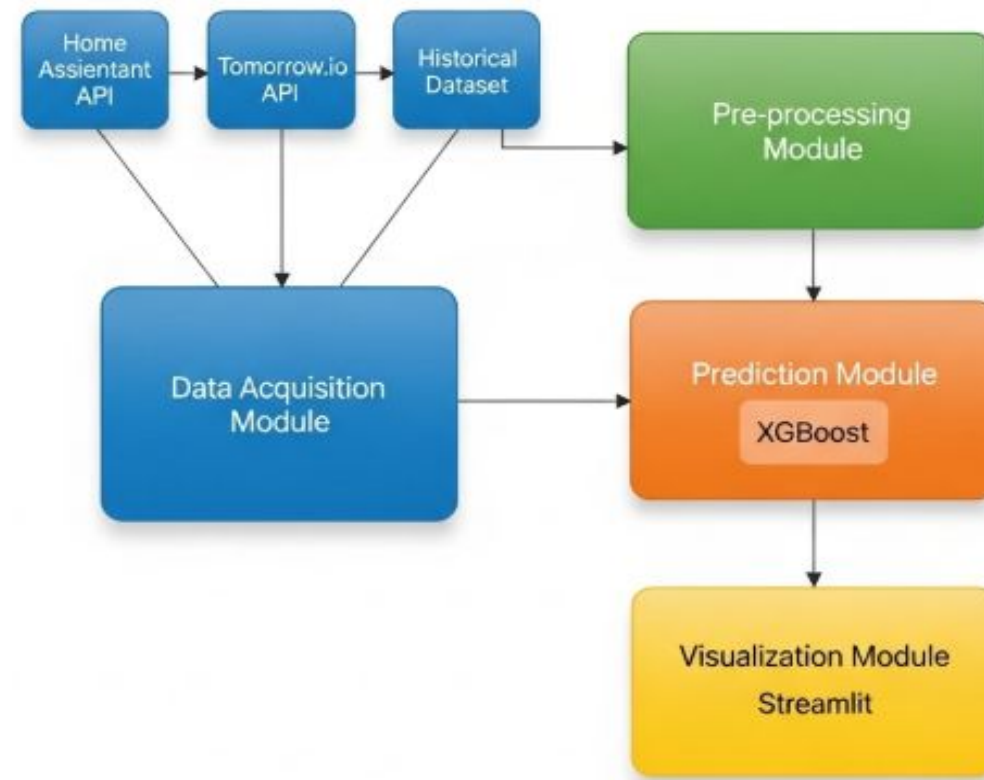 Home
Assientant
API
Tomorrow.io
API
Historical
Dataset
Pre-processing
Module
Data Acquisition
Module
Prediction Module
XGBoost
Visualization Module
Streamlit